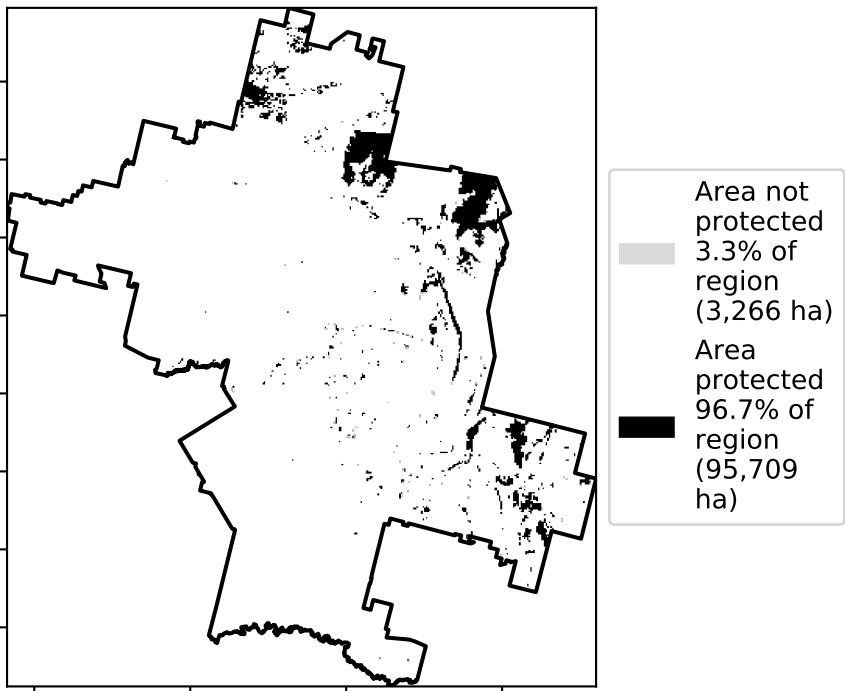 Area not
protected
3.3% of
region
(3,266 ha)
Area
protected
96.7% of
region
(95,709
ha)